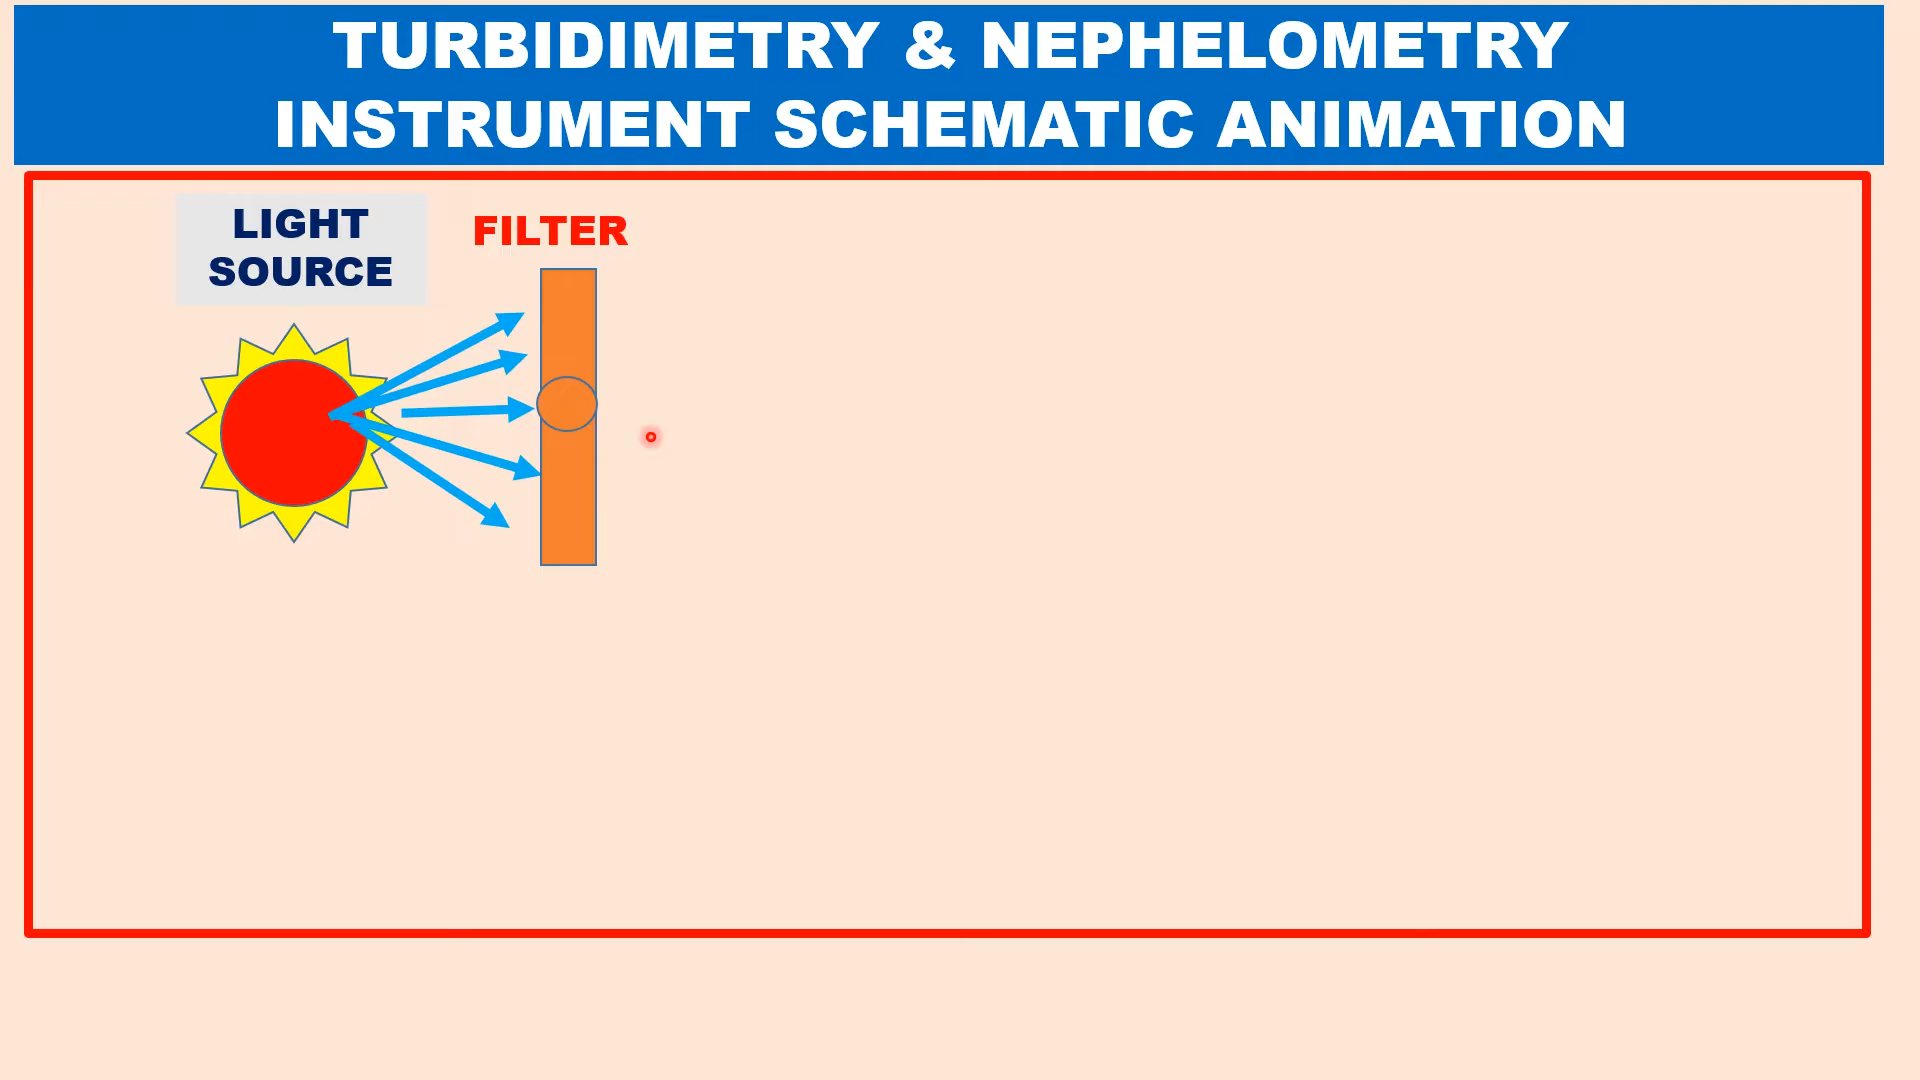 TURBIDIMETRY & NEPHELOMETRY
INSTRUMENT SCHEMATIC ANIMATION
LIGHT
SOURCE
FILTER